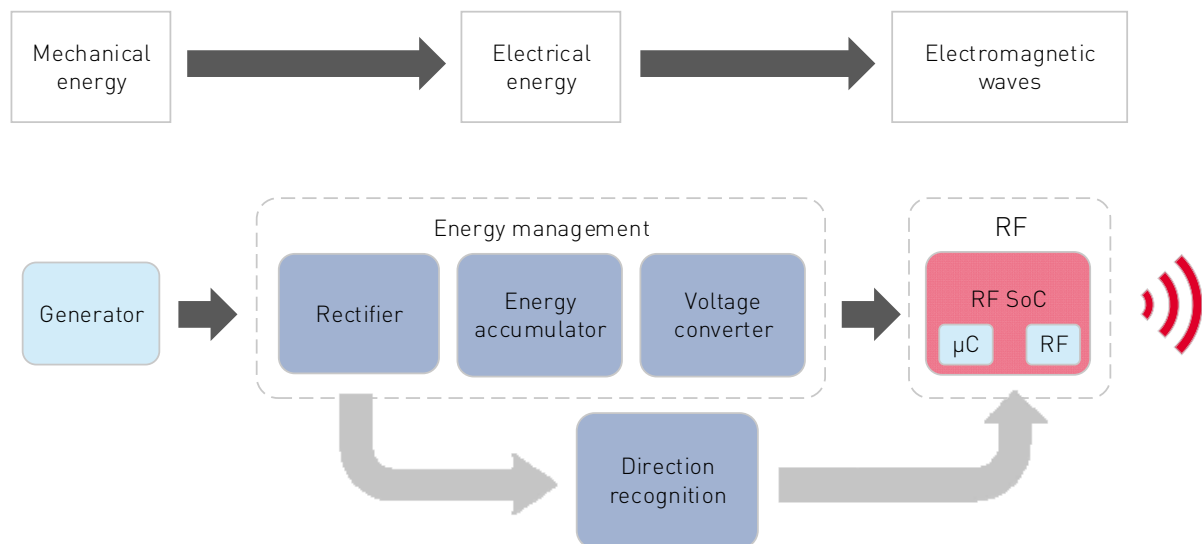 Mechanical
energy
Electrical
energy
Electromagnetic
waves
Energy management
RF
Generator
Rectifier
Energy
accumulator
Voltage
converter
RF SoC
µC
RF
Direction
recognition